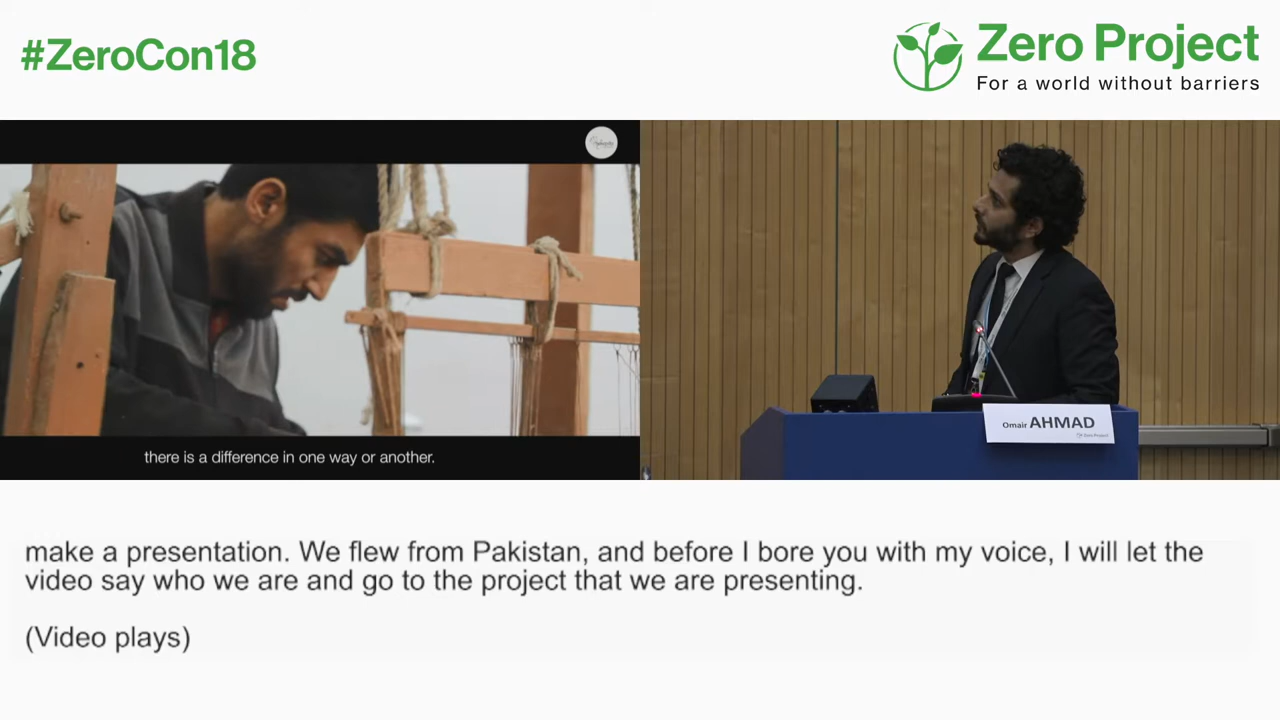 #ZeroCon18
Zero Project
For a world without barriers
there is a difference in one way or another.
Omair AHMAD
Zero Project
make a presentation. We flew from Pakistan, and before I bore you with my voice, I will let the
video say who we are and go to the project that we are presenting.
(Video plays)